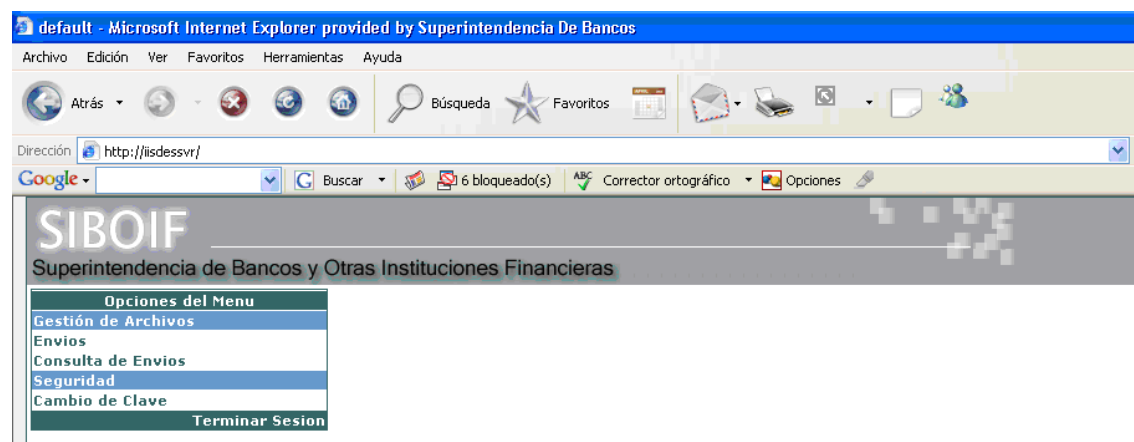 default - Microsoft Internet Explorer provided by Superintendencia De Bancos
Archivo Edición Ver Favoritos Herramientas Ayuda
Atrás Búsqueda Favoritos
Dirección http://iisdessvr/
Google G Buscar 6 bloqueado(s) ABC Corrector ortográfico Opciones
SIBOIF
Superintendencia de Bancos y Otras Instituciones Financieras
Opciones del Menu
Gestión de Archivos
Envios
Consulta de Envios
Seguridad
Cambio de Clave
Terminar Sesion